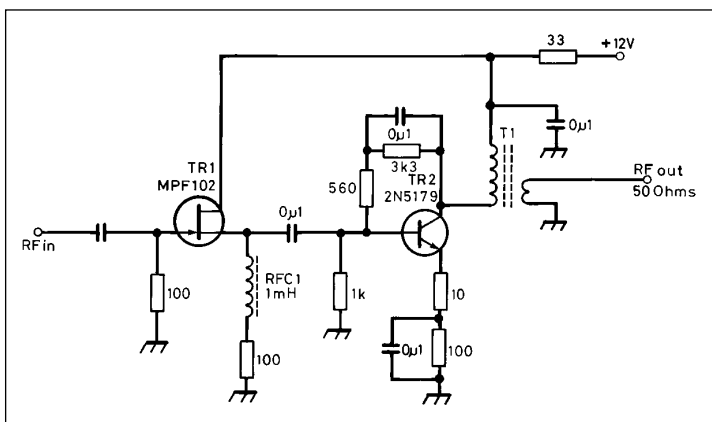 33
+12V
0µ1
T1
0µ1
3k3
TR1
MPF102
560
TR2
2N5179
RF out
50 Ohms
0µ1
RF in
100
RFC1
1mH
1k
10
100
0µ1
100